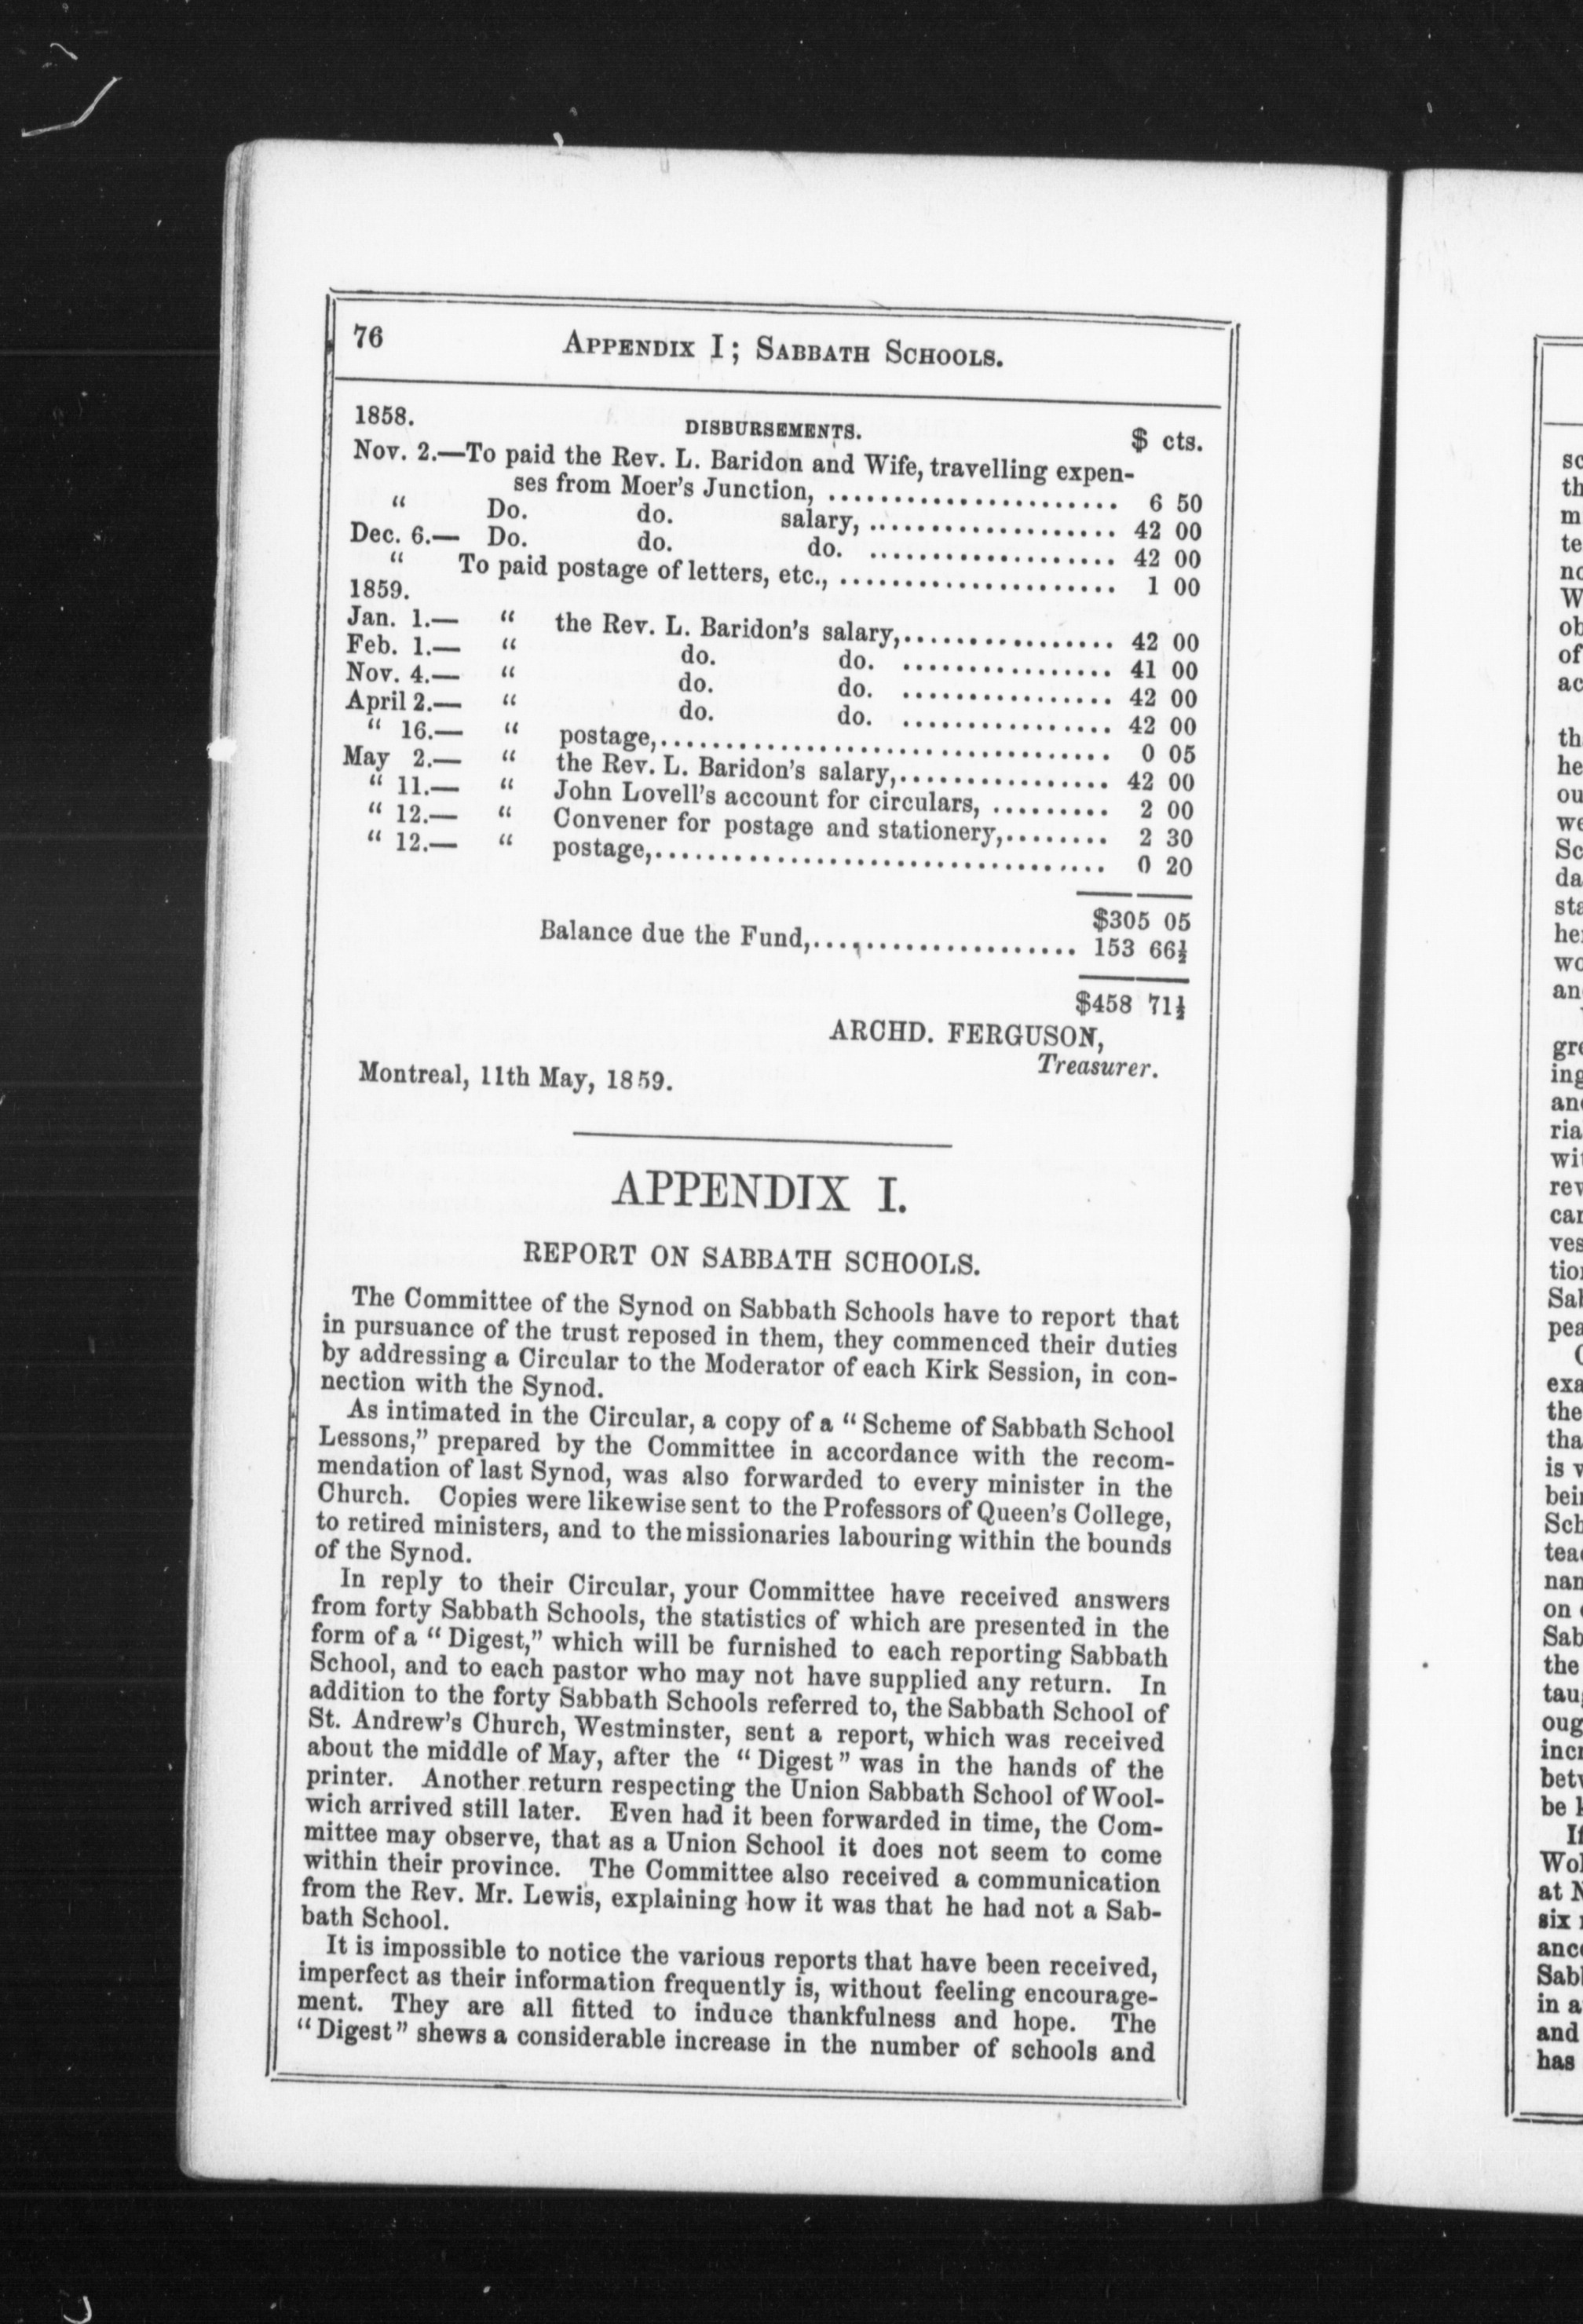 76
APPENDIX I; SABBATH SCHOOLS.
1858.
DISBURSEMENTS.
$ cts.
Nov. 2.—To paid the Rev. L. Baridon and Wife, travelling expen-
ses from Moer's Junction, ...................... 6 50
" Do. do. salary, ................... 42 00
Dec. 6.— Do. do. do. ................... 42 00
" To paid postage of letters, etc., ..................... 1 00
1859.
Jan. 1.— " the Rev. L. Baridon's salary,................. 42 00
Feb. 1.— " do. do. ................ 41 00
Nov. 4.— " do. do. ................ 42 00
April 2.— " do. do. ................ 42 00
" 16.— " postage,................................... 0 05
May 2.— " the Rev. L. Baridon's salary,................ 42 00
" 11.— " John Lovell's account for circulars, ......... 2 00
" 12.— " Convener for postage and stationery,........ 2 30
" 12.— " postage,................................... 0 20
$305 05
Balance due the Fund,..................... 153 66½
$458 71½
ARCHD. FERGUSON,
Treasurer.
Montreal, 11th May, 1859.
APPENDIX I.
REPORT ON SABBATH SCHOOLS.
The Committee of the Synod on Sabbath Schools have to report that
in pursuance of the trust reposed in them, they commenced their duties
by addressing a Circular to the Moderator of each Kirk Session, in con-
nection with the Synod.
As intimated in the Circular, a copy of a "Scheme of Sabbath School
Lessons," prepared by the Committee in accordance with the recom-
mendation of last Synod, was also forwarded to every minister in the
Church. Copies were likewise sent to the Professors of Queen's College,
to retired ministers, and to the missionaries labouring within the bounds
of the Synod.
In reply to their Circular, your Committee have received answers
from forty Sabbath Schools, the statistics of which are presented in the
form of a "Digest," which will be furnished to each reporting Sabbath
School, and to each pastor who may not have supplied any return. In
addition to the forty Sabbath Schools referred to, the Sabbath School of
St. Andrew's Church, Westminster, sent a report, which was received
about the middle of May, after the "Digest" was in the hands of the
printer. Another return respecting the Union Sabbath School of Wool-
wich arrived still later. Even had it been forwarded in time, the Com-
mittee may observe, that as a Union School it does not seem to come
within their province. The Committee also received a communication
from the Rev. Mr. Lewis, explaining how it was that he had not a Sab-
bath School.
It is impossible to notice the various reports that have been received,
imperfect as their information frequently is, without feeling encourage-
ment. They are all fitted to induce thankfulness and hope. The
"Digest" shews a considerable increase in the number of schools and